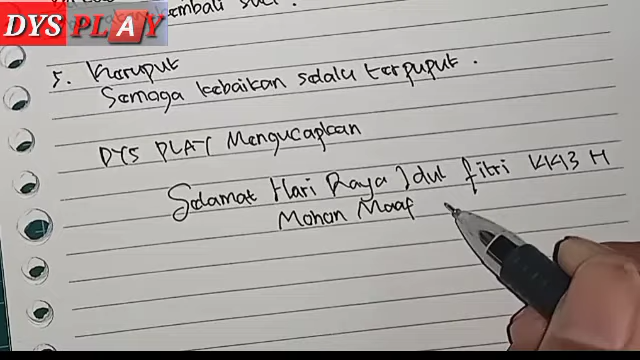 DYS PLAY
kembali suci.
5. Kerupuk
Semoga kebaikan selalu terpupuk.
DYS PLAY Mengucapkan
Selamat Hari Raya Idul fitri 1443 H
Mohon Maaf